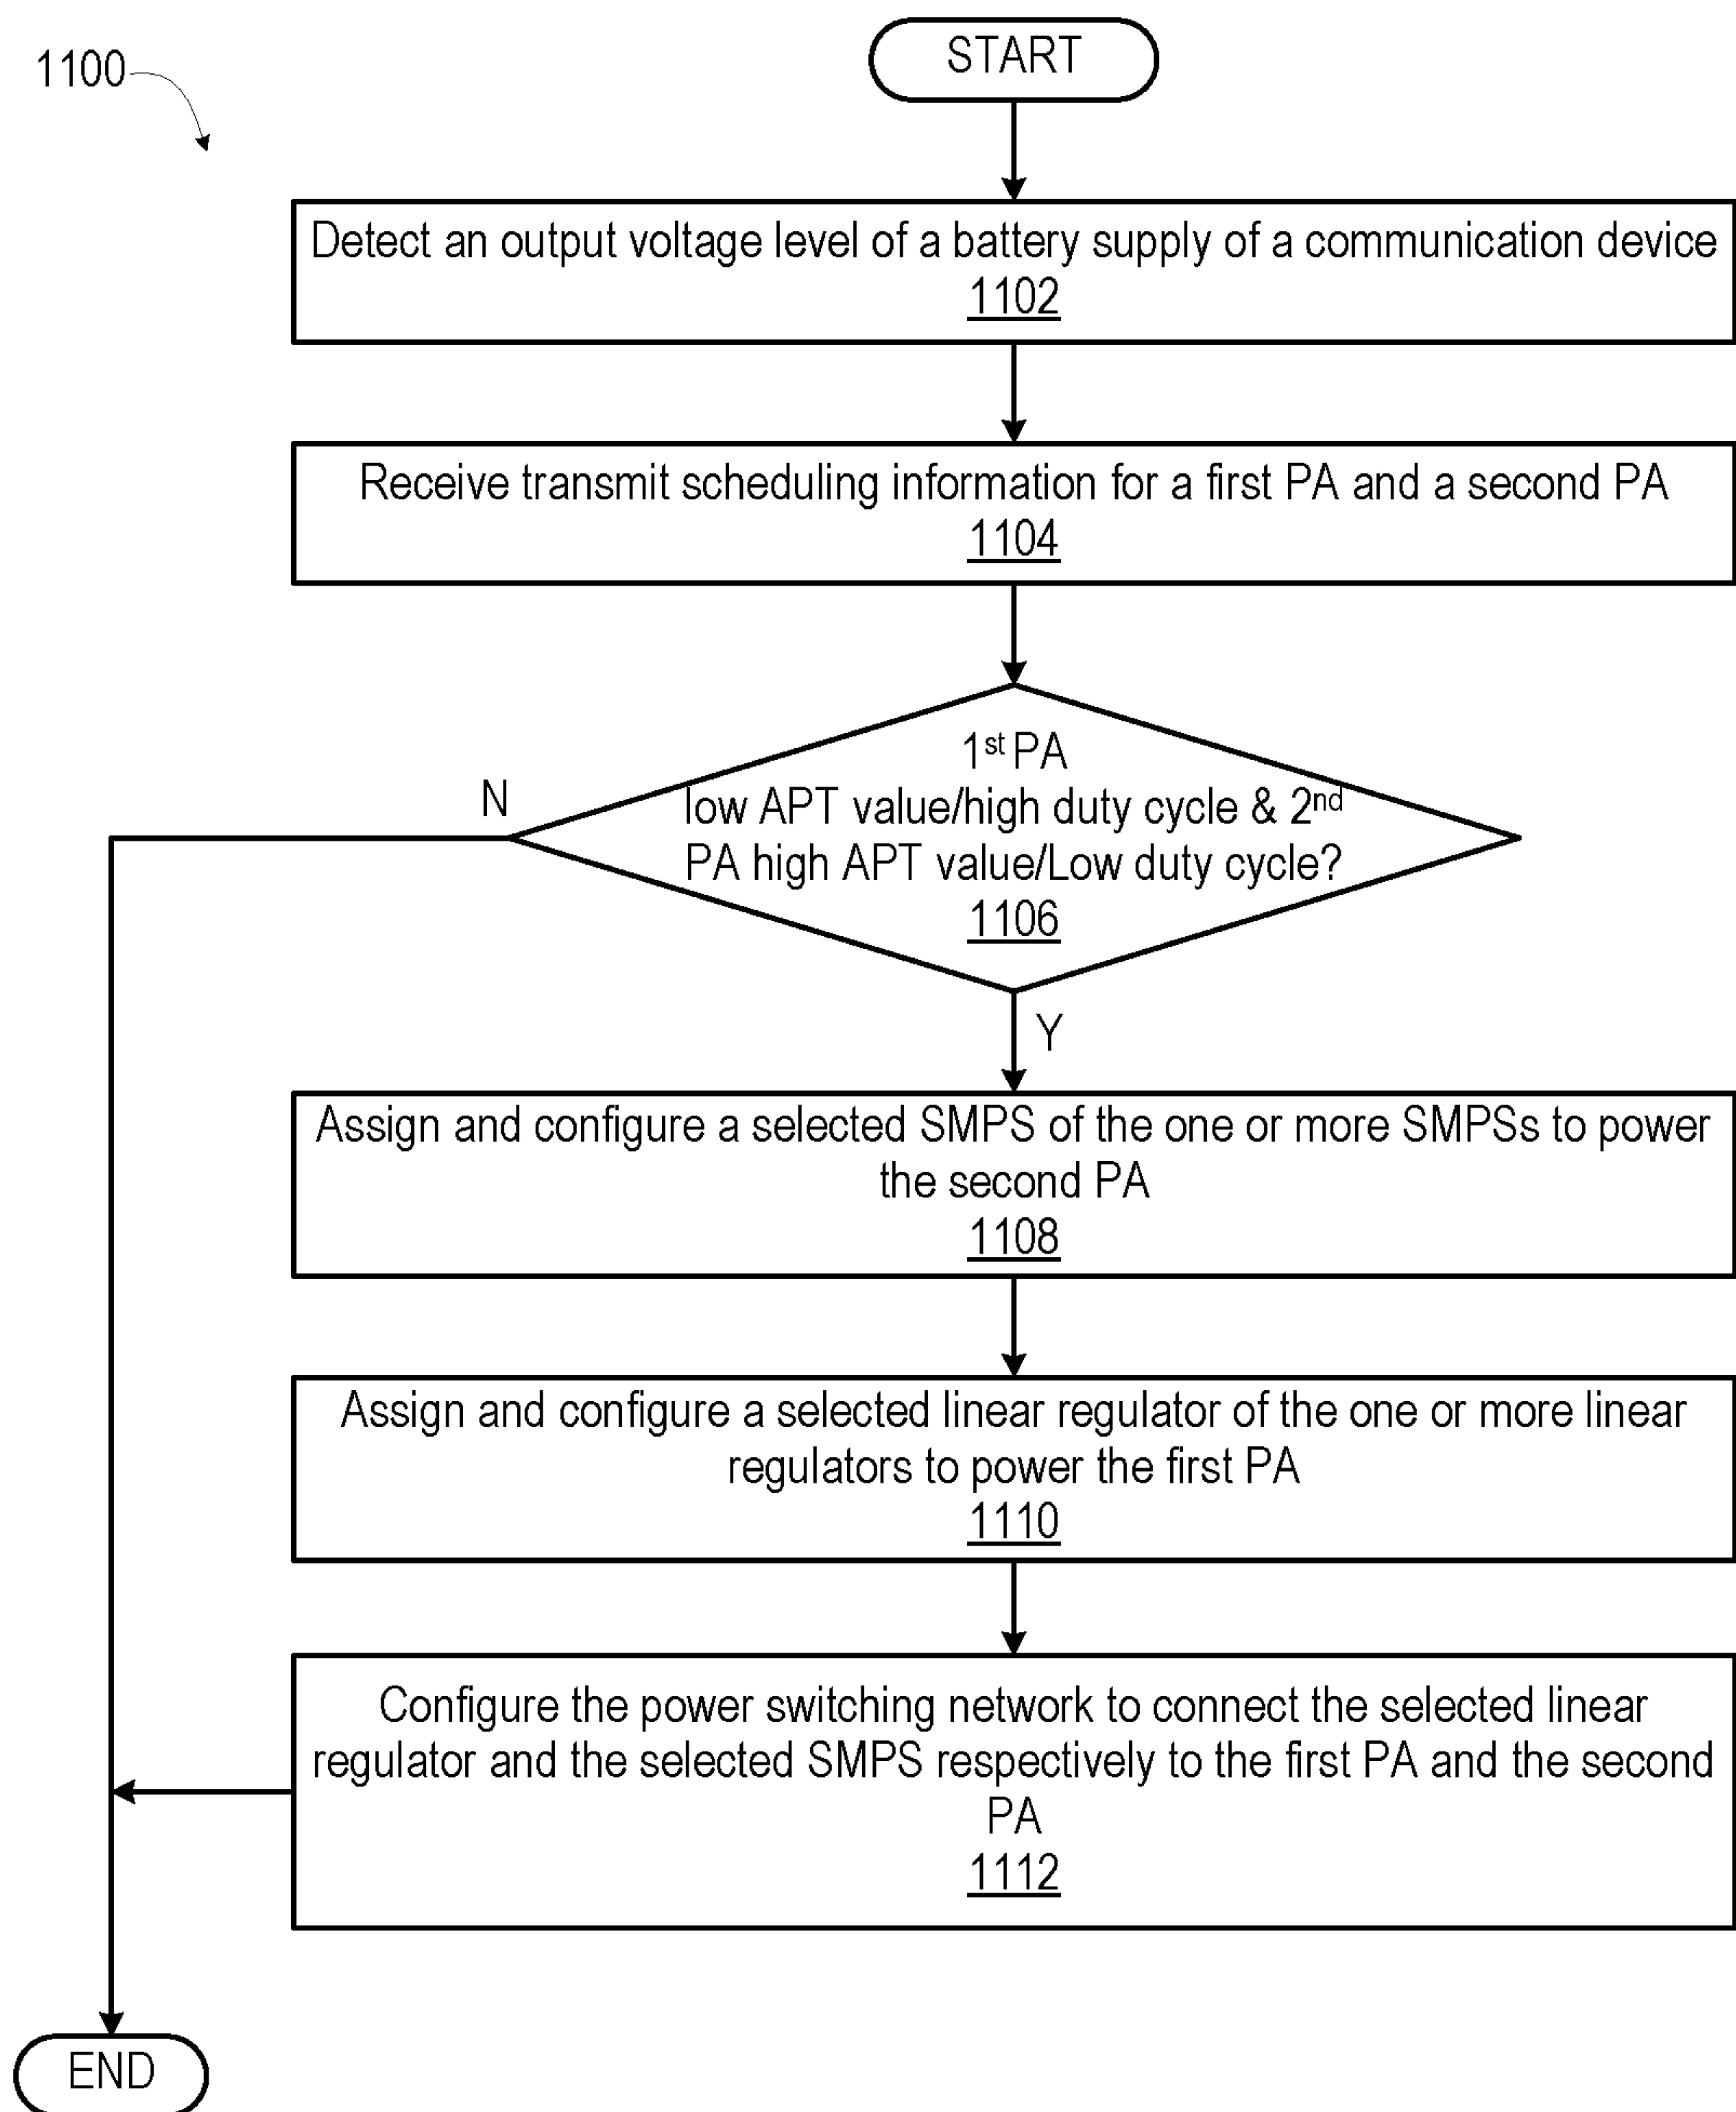 1100
START
Detect an output voltage level of a battery supply of a communication device
1102
Receive transmit scheduling information for a first PA and a second PA
1104
1st PA
low APT value/high duty cycle & 2nd
PA high APT value/Low duty cycle?
1106
N
Y
Assign and configure a selected SMPS of the one or more SMPSs to power
the second PA
1108
Assign and configure a selected linear regulator of the one or more linear
regulators to power the first PA
1110
Configure the power switching network to connect the selected linear
regulator and the selected SMPS respectively to the first PA and the second
PA
1112
END